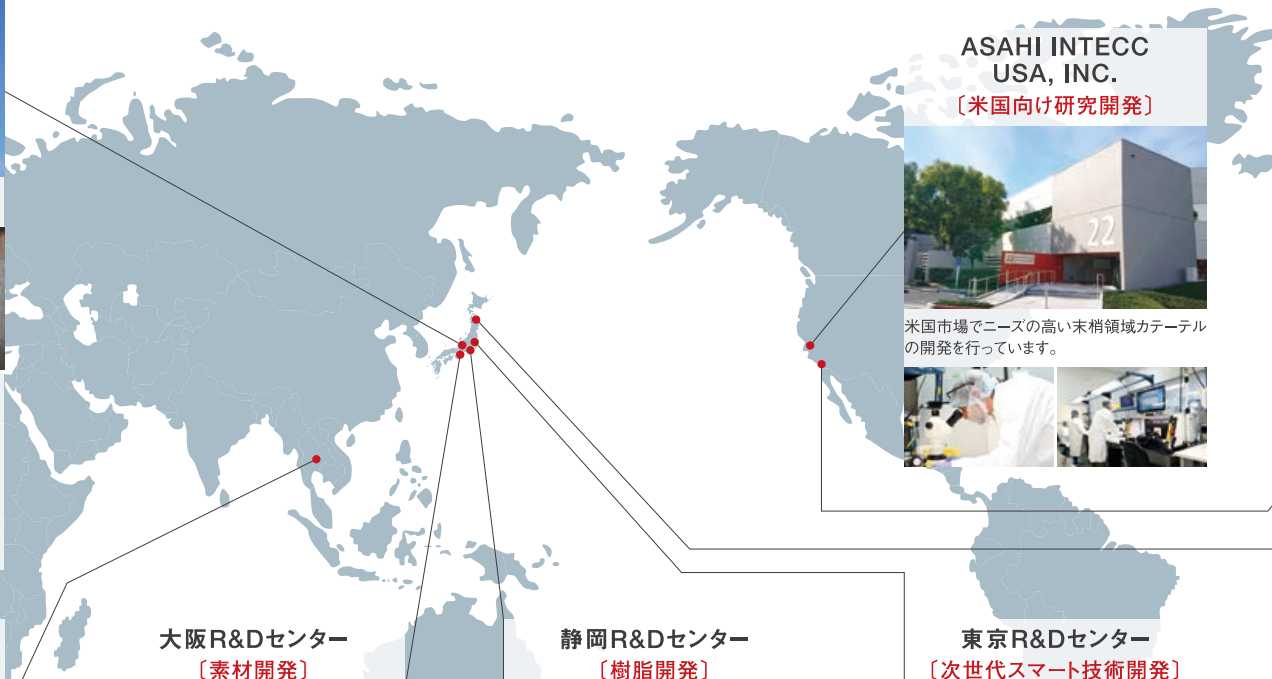 ASAHI INTECC
USA, INC.
〔米国向け研究開発〕
22
米国市場でニーズの高い末梢領域カテーテル
の開発を行っています。
大阪R&Dセンター
〔素材開発〕
静岡R&Dセンター
〔樹脂開発〕
東京R&Dセンター
〔次世代スマート技術開発〕